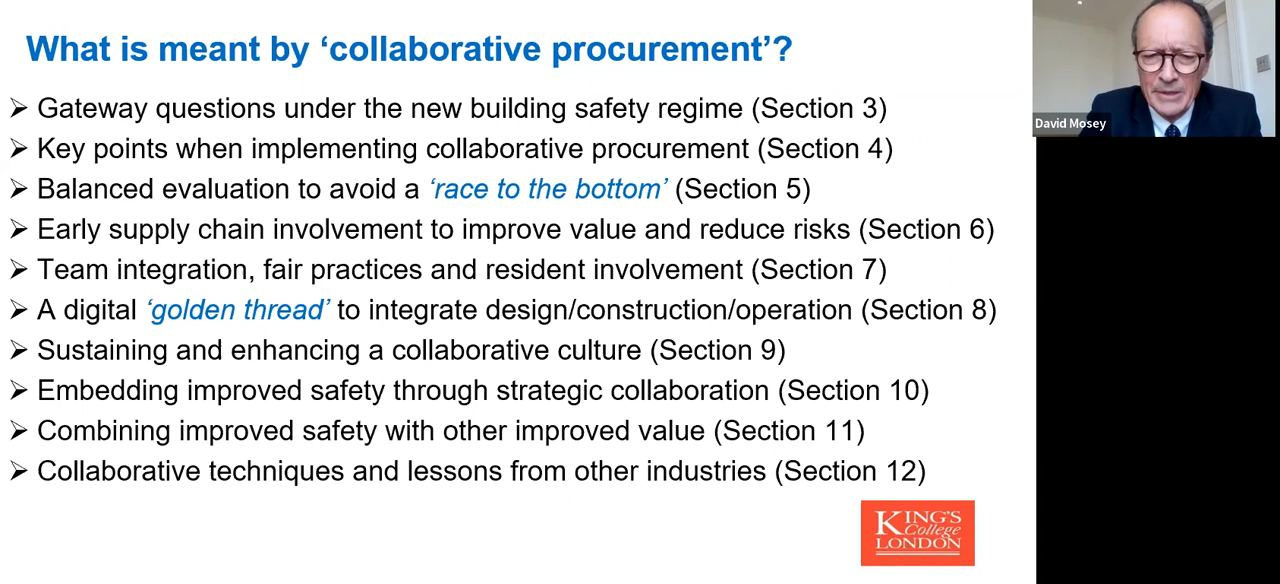 What is meant by ‘collaborative procurement’?
➢ Gateway questions under the new building safety regime (Section 3)
➢ Key points when implementing collaborative procurement (Section 4)
➢ Balanced evaluation to avoid a ‘race to the bottom’ (Section 5)
➢ Early supply chain involvement to improve value and reduce risks (Section 6)
➢ Team integration, fair practices and resident involvement (Section 7)
➢ A digital ‘golden thread’ to integrate design/construction/operation (Section 8)
➢ Sustaining and enhancing a collaborative culture (Section 9)
➢ Embedding improved safety through strategic collaboration (Section 10)
➢ Combining improved safety with other improved value (Section 11)
➢ Collaborative techniques and lessons from other industries (Section 12)
KING'S
College
LONDON
David Mosey